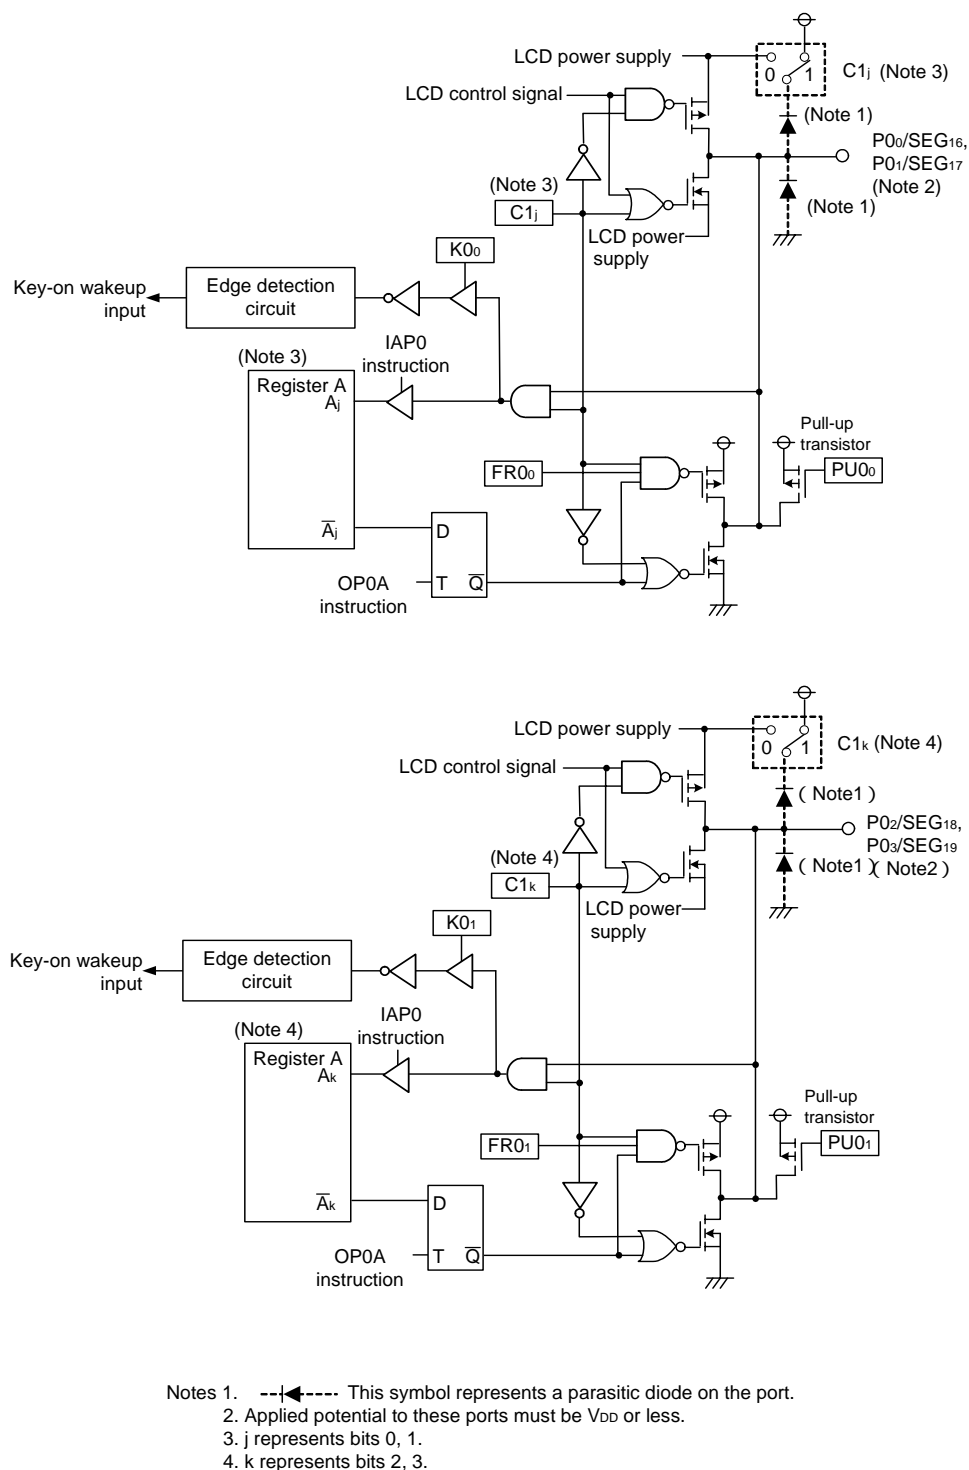 LCD power supply
0 1
C1j (Note 3)
LCD control signal
(Note 1)
P00/SEG16,
P01/SEG17
(Note 2)
(Note 3)
C1j
(Note 1)
LCD power
supply
K00
Key-on wakeup
input
Edge detection
circuit
IAP0
instruction
(Note 3)
Register A
Aj
Pull-up
transistor
FR00
PU00
A̅j
D
OP0A
instruction
T Q̅
LCD power supply
0 1
C1k (Note 4)
LCD control signal
( Note1 )
P02/SEG18,
P03/SEG19
(Note 4)
( Note1 )( Note2 )
C1k
LCD power
supply
K01
Key-on wakeup
input
Edge detection
circuit
IAP0
instruction
(Note 4)
Register A
Ak
Pull-up
transistor
FR01
PU01
A̅k
D
OP0A
instruction
T Q̅
Notes 1. This symbol represents a parasitic diode on the port.
2. Applied potential to these ports must be VDD or less.
3. j represents bits 0, 1.
4. k represents bits 2, 3.